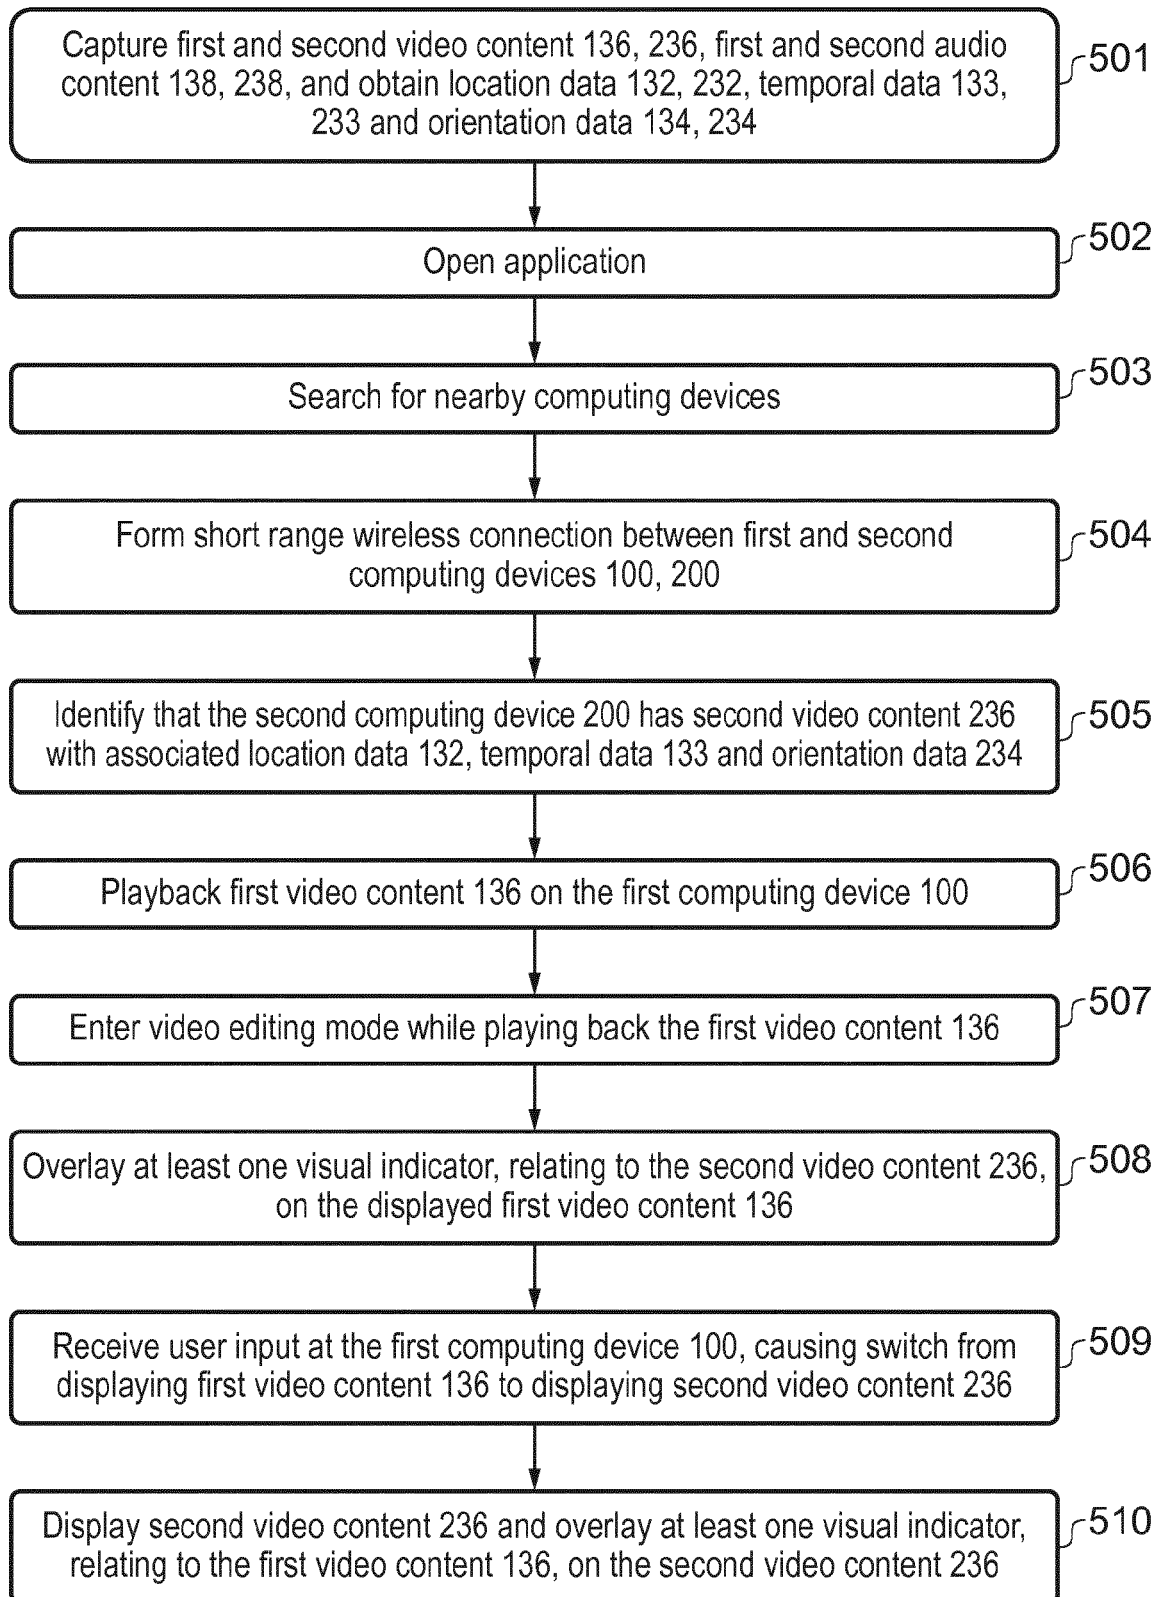 Capture first and second video content 136, 236, first and second audio
content 138, 238, and obtain location data 132, 232, temporal data 133,
233 and orientation data 134, 234
501
Open application
502
Search for nearby computing devices
503
Form short range wireless connection between first and second
computing devices 100, 200
504
Identify that the second computing device 200 has second video content 236
with associated location data 132, temporal data 133 and orientation data 234
505
Playback first video content 136 on the first computing device 100
506
Enter video editing mode while playing back the first video content 136
507
Overlay at least one visual indicator, relating to the second video content 236,
on the displayed first video content 136
508
Receive user input at the first computing device 100, causing switch from
displaying first video content 136 to displaying second video content 236
509
Display second video content 236 and overlay at least one visual indicator,
relating to the first video content 136, on the second video content 236
510